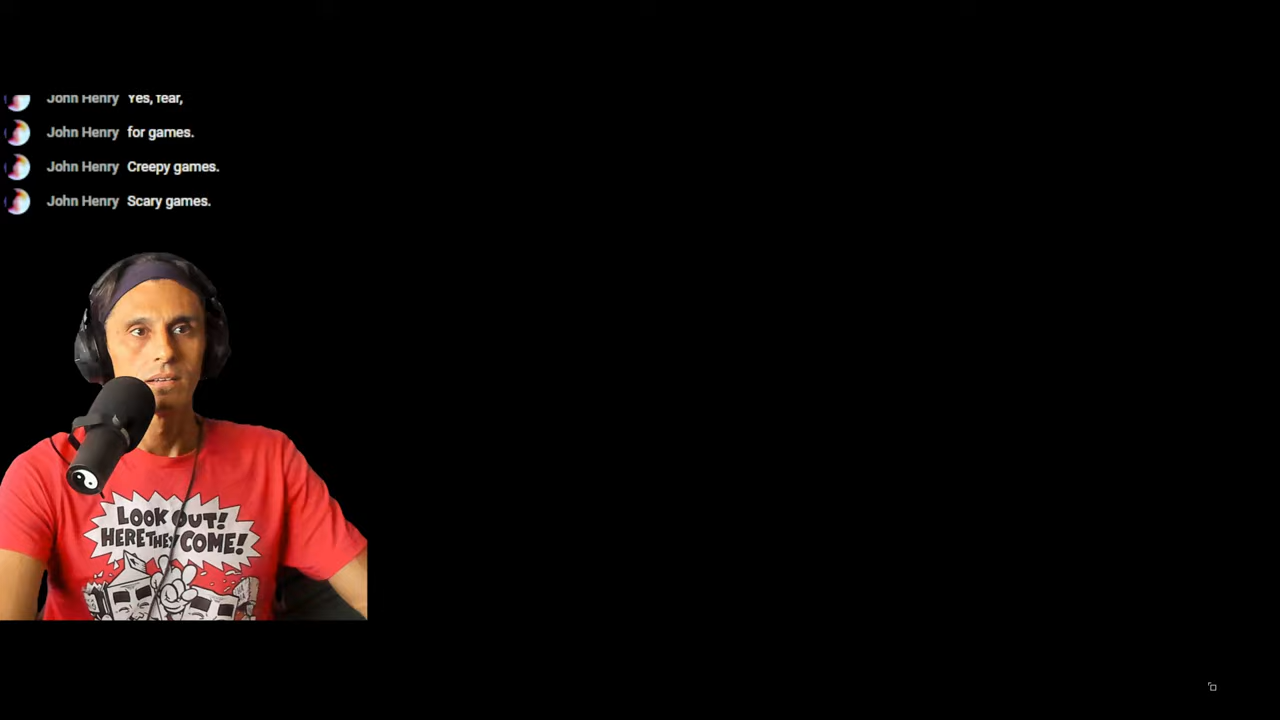 John Henry Yes, fear,
John Henry for games.
John Henry Creepy games.
John Henry Scary games.
LOOK OUT!
HERE THEY COME!